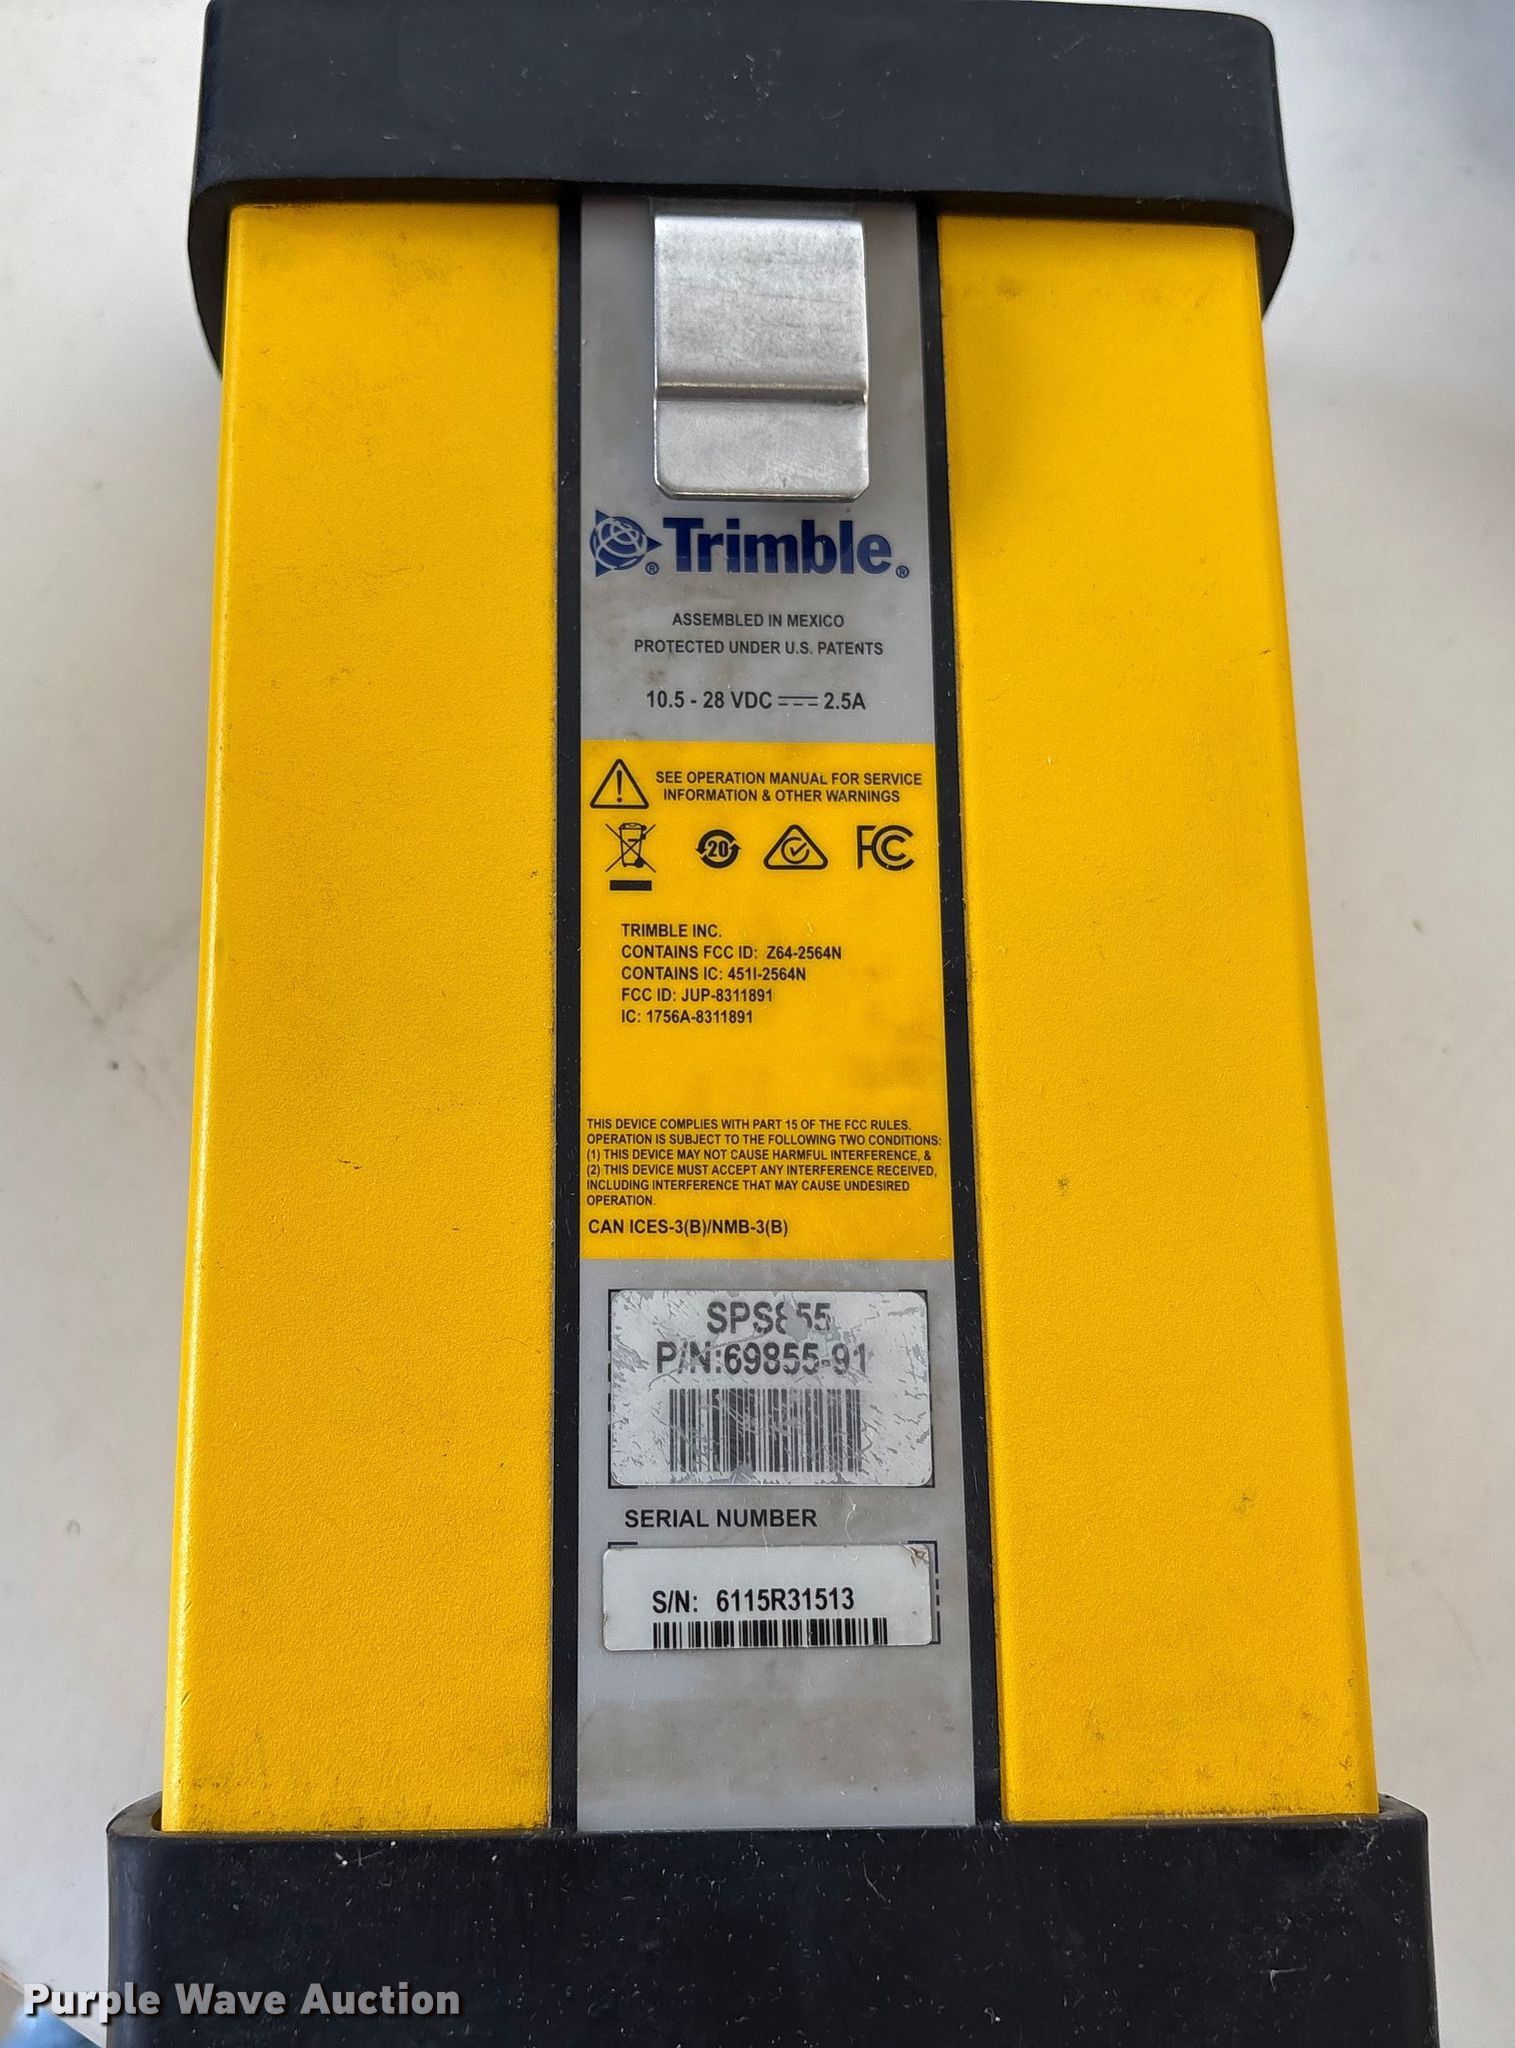 Trimble
ASSEMBLED IN MEXICO
PROTECTED UNDER U.S. PATENTS
10.5 - 28 VDC ⎓ 2.5A
SEE OPERATION MANUAL FOR SERVICE
INFORMATION & OTHER WARNINGS
20 FC
TRIMBLE INC.
CONTAINS FCC ID: Z64-2564N
CONTAINS IC: 451I-2564N
FCC ID: JUP-8311891
IC: 1756A-8311891
THIS DEVICE COMPLIES WITH PART 15 OF THE FCC RULES.
OPERATION IS SUBJECT TO THE FOLLOWING TWO CONDITIONS:
(1) THIS DEVICE MAY NOT CAUSE HARMFUL INTERFERENCE, &
(2) THIS DEVICE MUST ACCEPT ANY INTERFERENCE RECEIVED,
INCLUDING INTERFERENCE THAT MAY CAUSE UNDESIRED
OPERATION.
CAN ICES-3(B)/NMB-3(B)
SPS855
P/N:69855-91
SERIAL NUMBER
S/N: 6115R31513
Purple Wave Auction